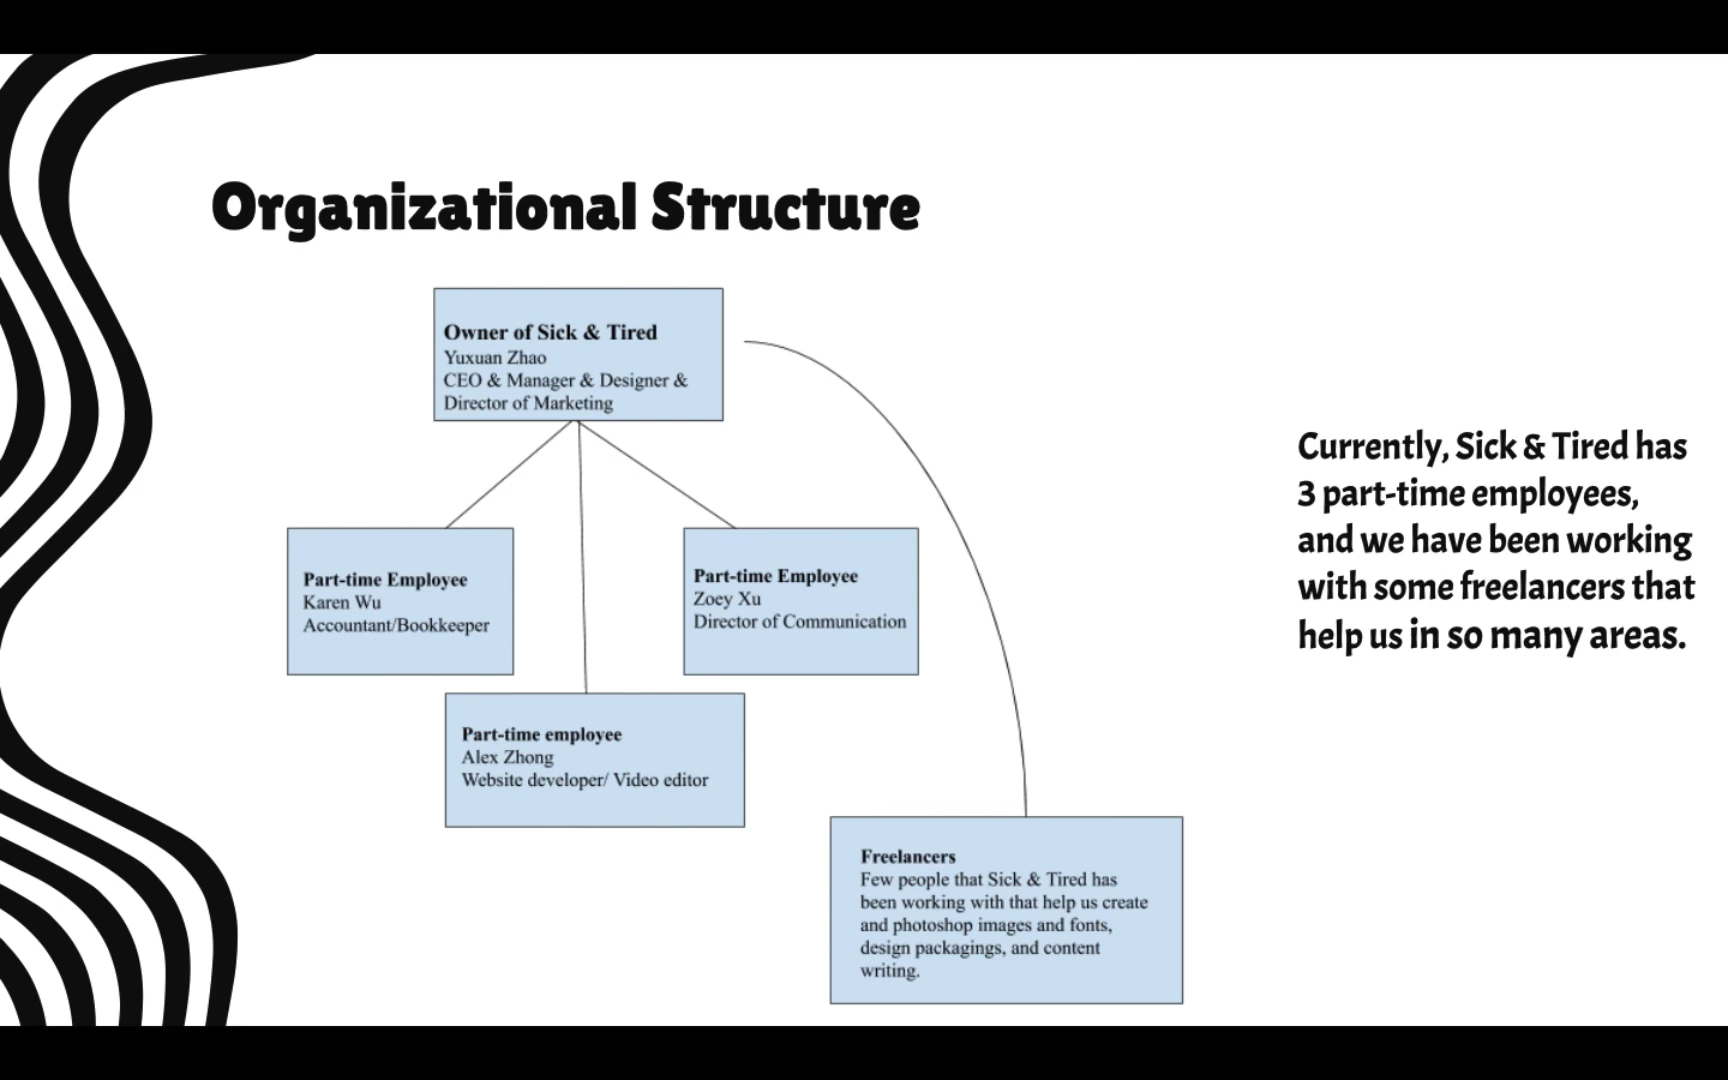 Organizational Structure
Owner of Sick & Tired
Yuxuan Zhao
CEO & Manager & Designer &
Director of Marketing
Part-time Employee
Karen Wu
Accountant/Bookkeeper
Part-time Employee
Zoey Xu
Director of Communication
Part-time employee
Alex Zhong
Website developer/ Video editor
Freelancers
Few people that Sick & Tired has
been working with that help us create
and photoshop images and fonts,
design packagings, and content
writing.
Currently, Sick & Tired has
3 part-time employees,
and we have been working
with some freelancers that
help us in so many areas.